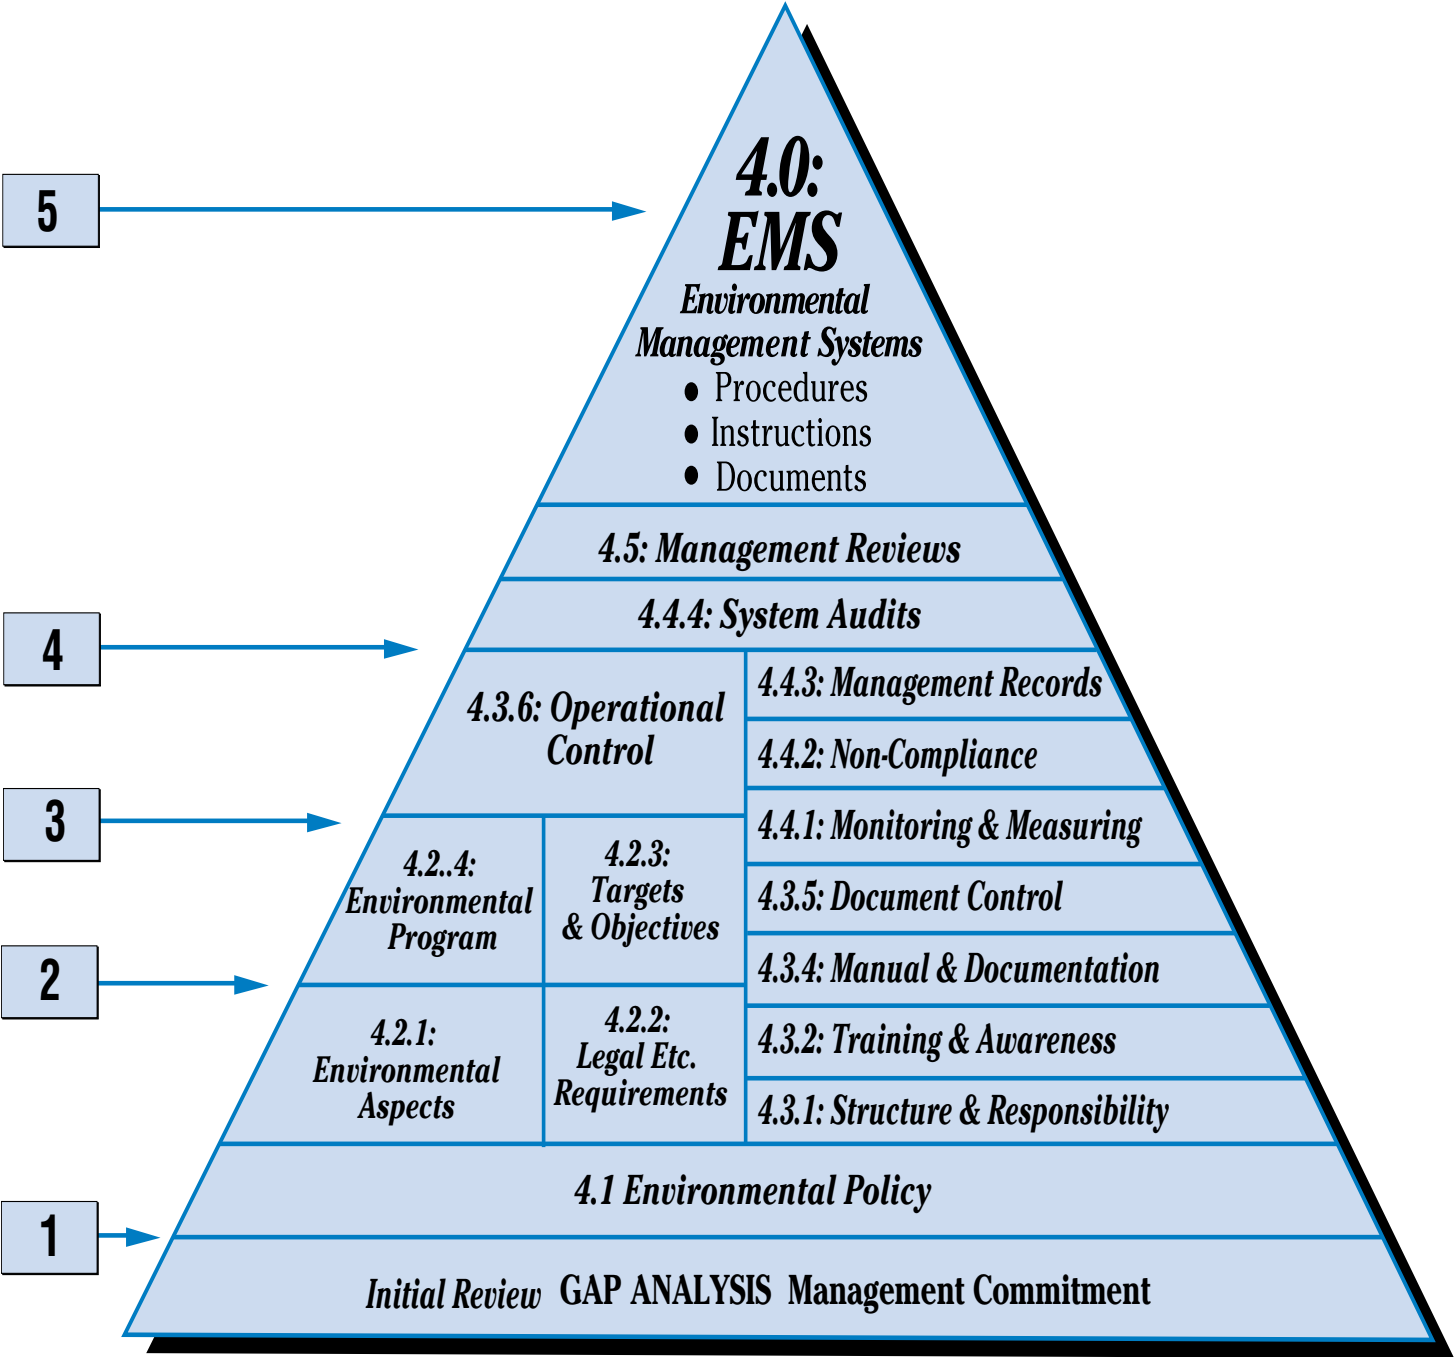 5
4.0:
EMS
Environmental
Management Systems
● Procedures
● Instructions
● Documents
4.5: Management Reviews
4
4.4.4: System Audits
4.3.6: Operational
Control
4.4.3: Management Records
4.4.2: Non-Compliance
4.4.1: Monitoring & Measuring
4.3.5: Document Control
4.3.4: Manual & Documentation
4.3.2: Training & Awareness
4.3.1: Structure & Responsibility
3
4.2..4:
Environmental
Program
4.2.3:
Targets
& Objectives
2
4.2.1:
Environmental
Aspects
4.2.2:
Legal Etc.
Requirements
4.1 Environmental Policy
1
Initial Review GAP ANALYSIS Management Commitment